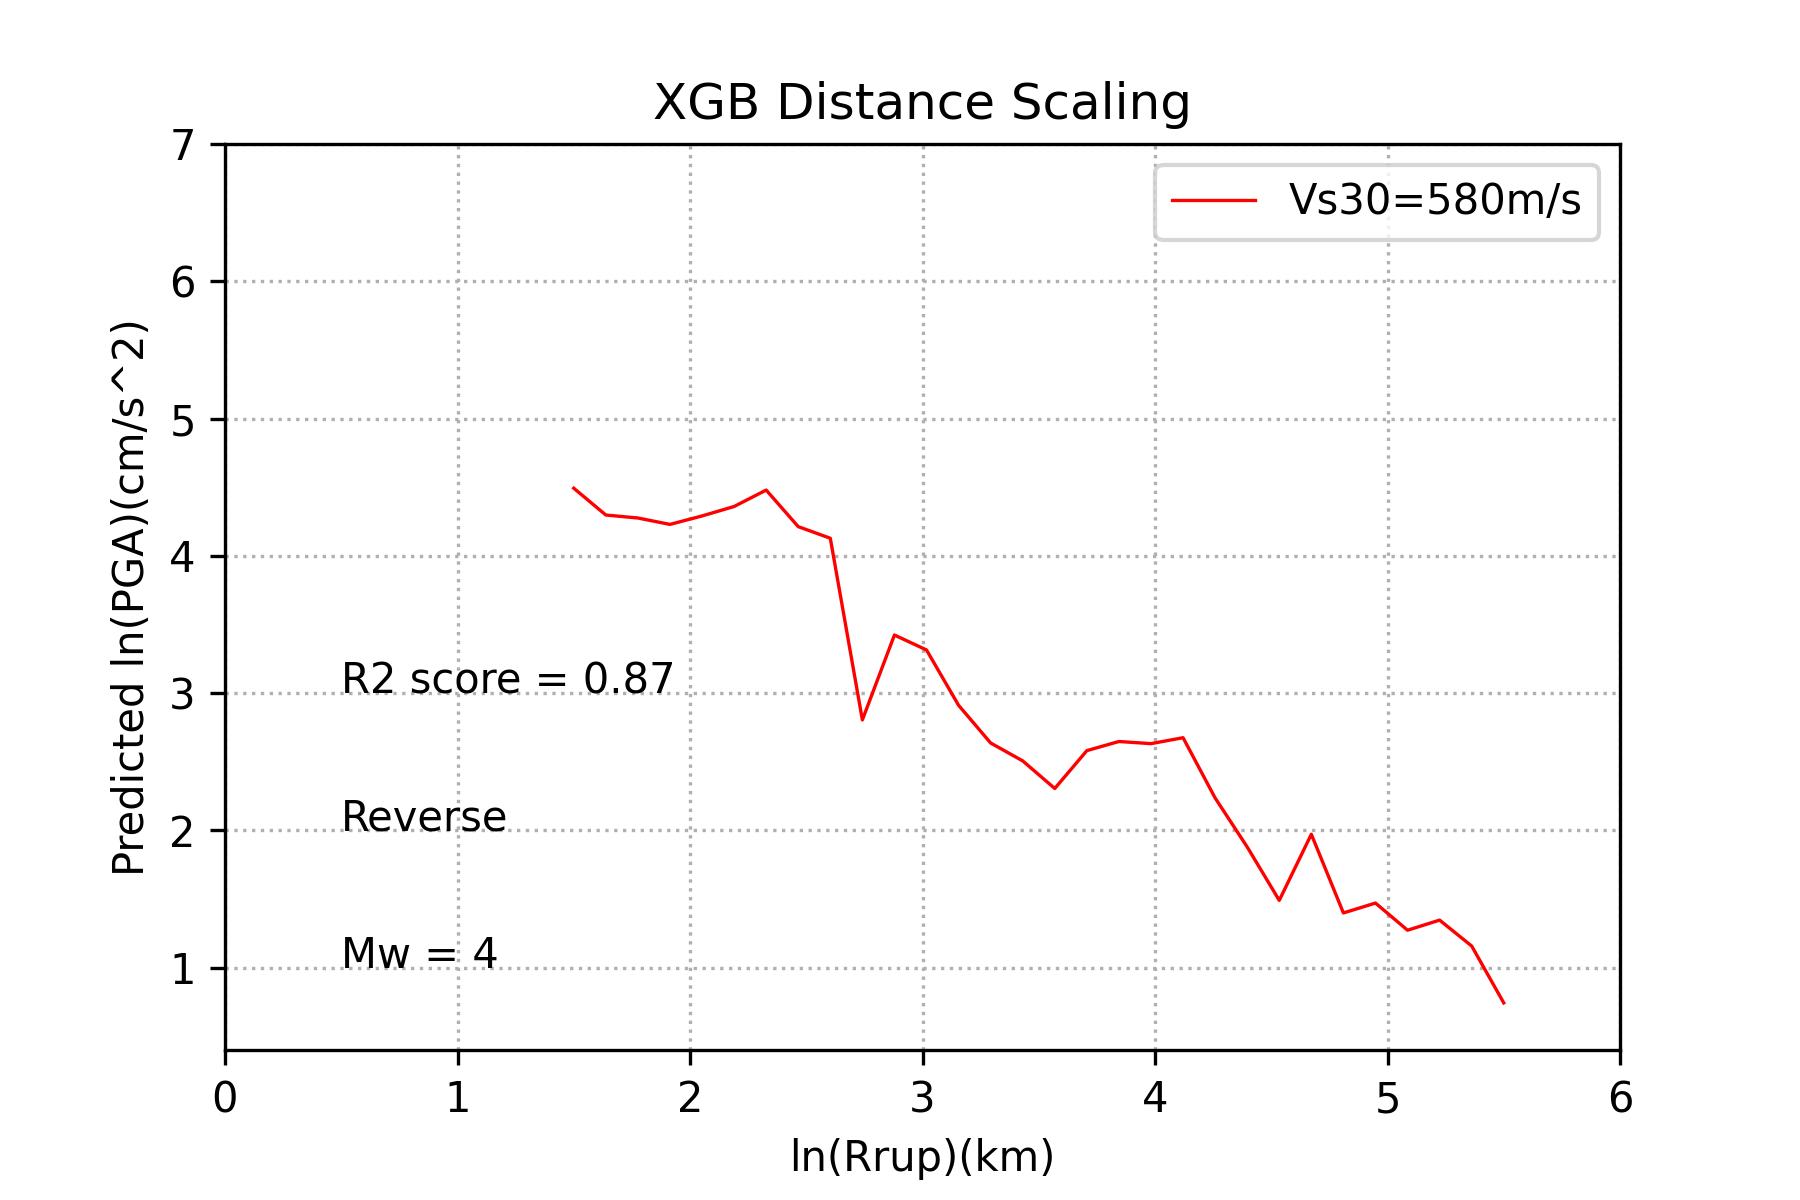 XGB Distance Scaling
7
6
5
4
3
2
1
Predicted ln(PGA)(cm/s^2)
Vs30=580m/s
R2 score = 0.87
Reverse
Mw = 4
0 1 2 3 4 5 6
ln(Rrup)(km)